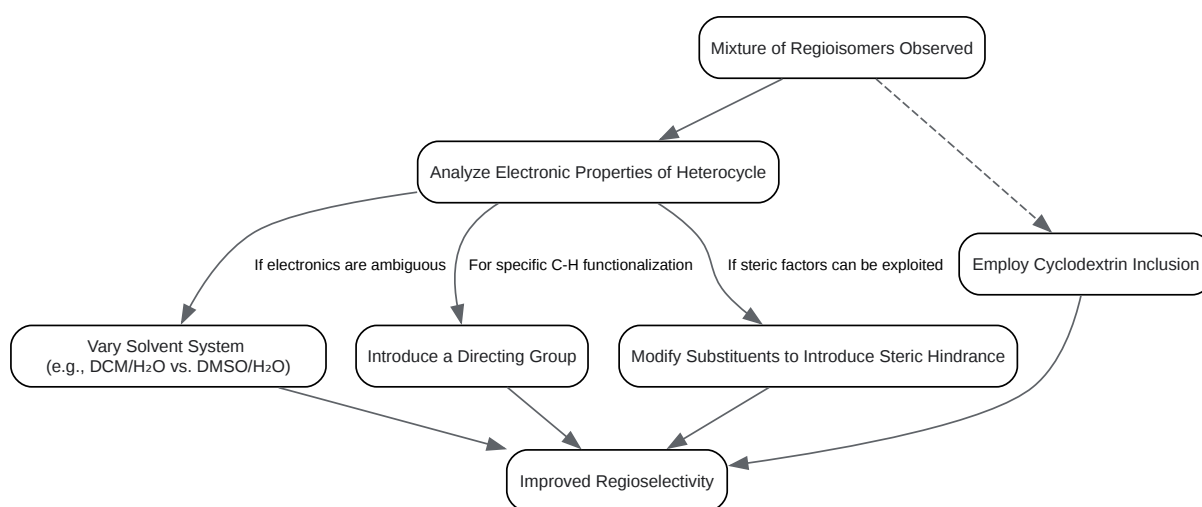 Mixture of Regioisomers Observed
Analyze Electronic Properties of Heterocycle
If electronics are ambiguous
For specific C-H functionalization
If steric factors can be exploited
Employ Cyclodextrin Inclusion
Vary Solvent System
(e.g., DCM/H₂O vs. DMSO/H₂O)
Introduce a Directing Group
Modify Substituents to Introduce Steric Hindrance
Improved Regioselectivity